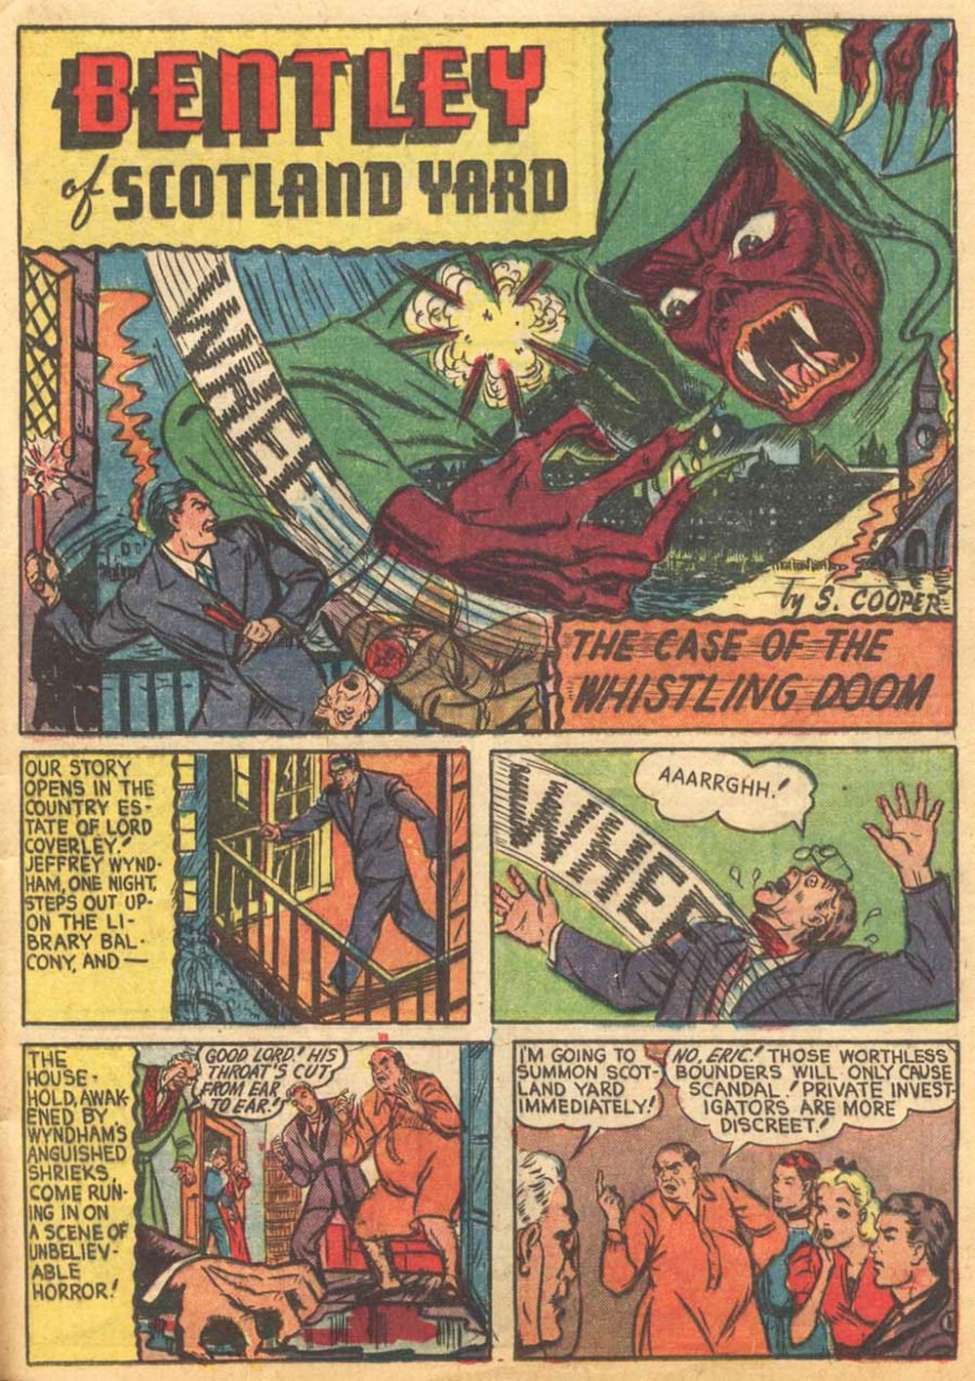 BENTLEY
of SCOTLAND YARD
WHEE
by S. COOPER
THE CASE OF THE
WHISTLING DOOM
OUR STORY
OPENS IN THE
COUNTRY ES-
TATE OF LORD
COVERLEY!
JEFFREY WYND-
HAM, ONE NIGHT,
STEPS OUT UP-
ON THE LI-
BRARY BAL-
CONY, AND —
WHEE
AAARRGHH!
THE
HOUSE-
HOLD, AWAK-
ENED BY
WYNDHAM'S
ANGUISHED
SHRIEKS,
COME RUN-
ING IN ON
A SCENE OF
UNBELIEV-
ABLE
HORROR!
GOOD LORD! HIS
THROAT'S CUT
FROM EAR
TO EAR!
I'M GOING TO
SUMMON SCOT-
LAND YARD
IMMEDIATELY!
NO, ERIC! THOSE WORTHLESS
BOUNDERS WILL ONLY CAUSE
SCANDAL! PRIVATE INVEST-
IGATORS ARE MORE
DISCREET!